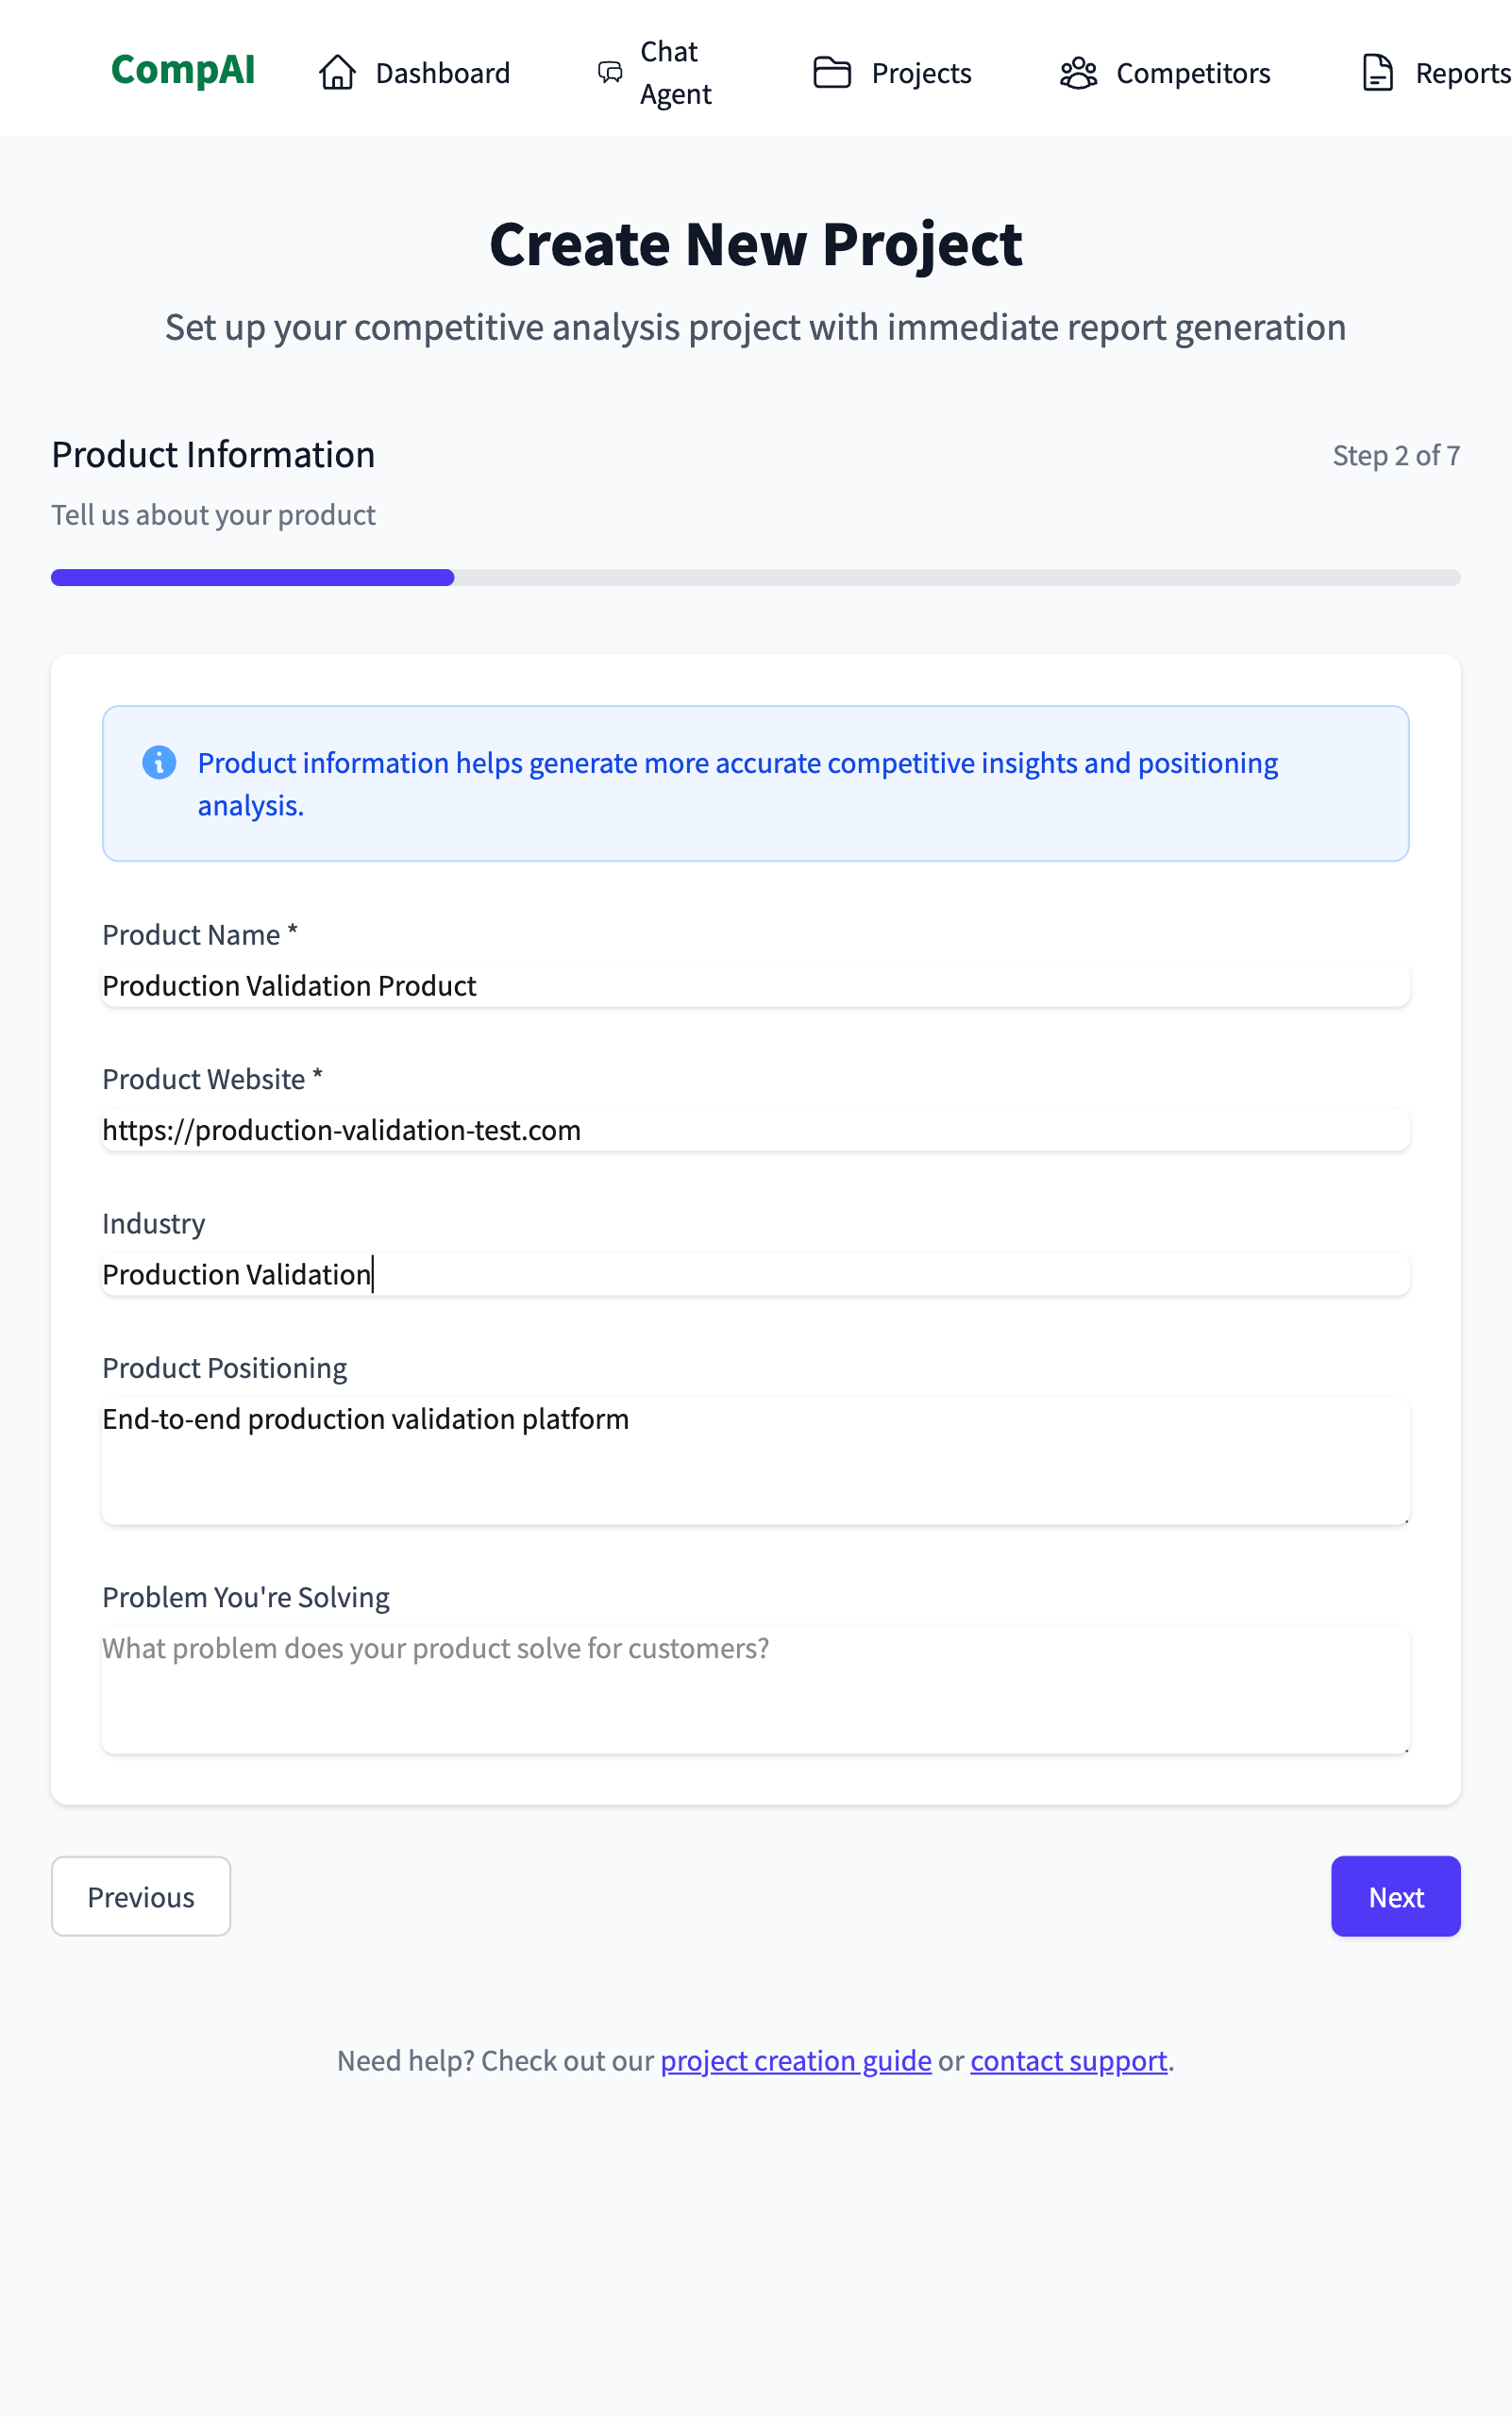 CompAI
Dashboard
Chat
Agent
Projects
Competitors
Reports
Create New Project
Set up your competitive analysis project with immediate report generation
Product Information
Step 2 of 7
Tell us about your product
Product information helps generate more accurate competitive insights and positioning
analysis.
Product Name *
Production Validation Product
Product Website *
https://production-validation-test.com
Industry
Production Validation
Product Positioning
End-to-end production validation platform
Problem You're Solving
What problem does your product solve for customers?
Previous
Next
Need help? Check out our project creation guide or contact support.